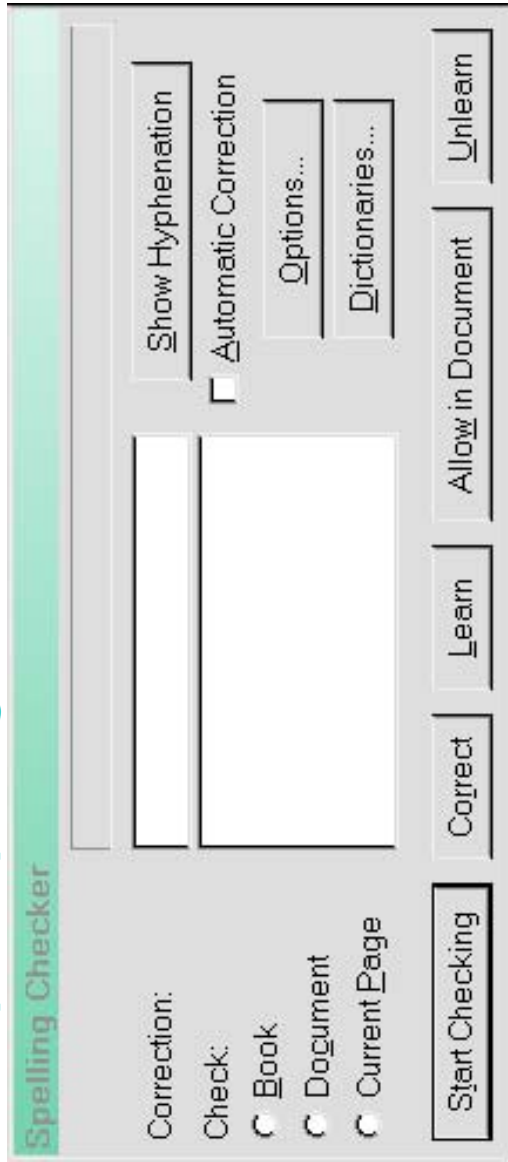 Spelling Checker
Correction:
Show Hyphenation
Check:
Automatic Correction
Book
Document
Current Page
Options...
Dictionaries...
Start Checking
Correct
Learn
Allow in Document
Unlearn